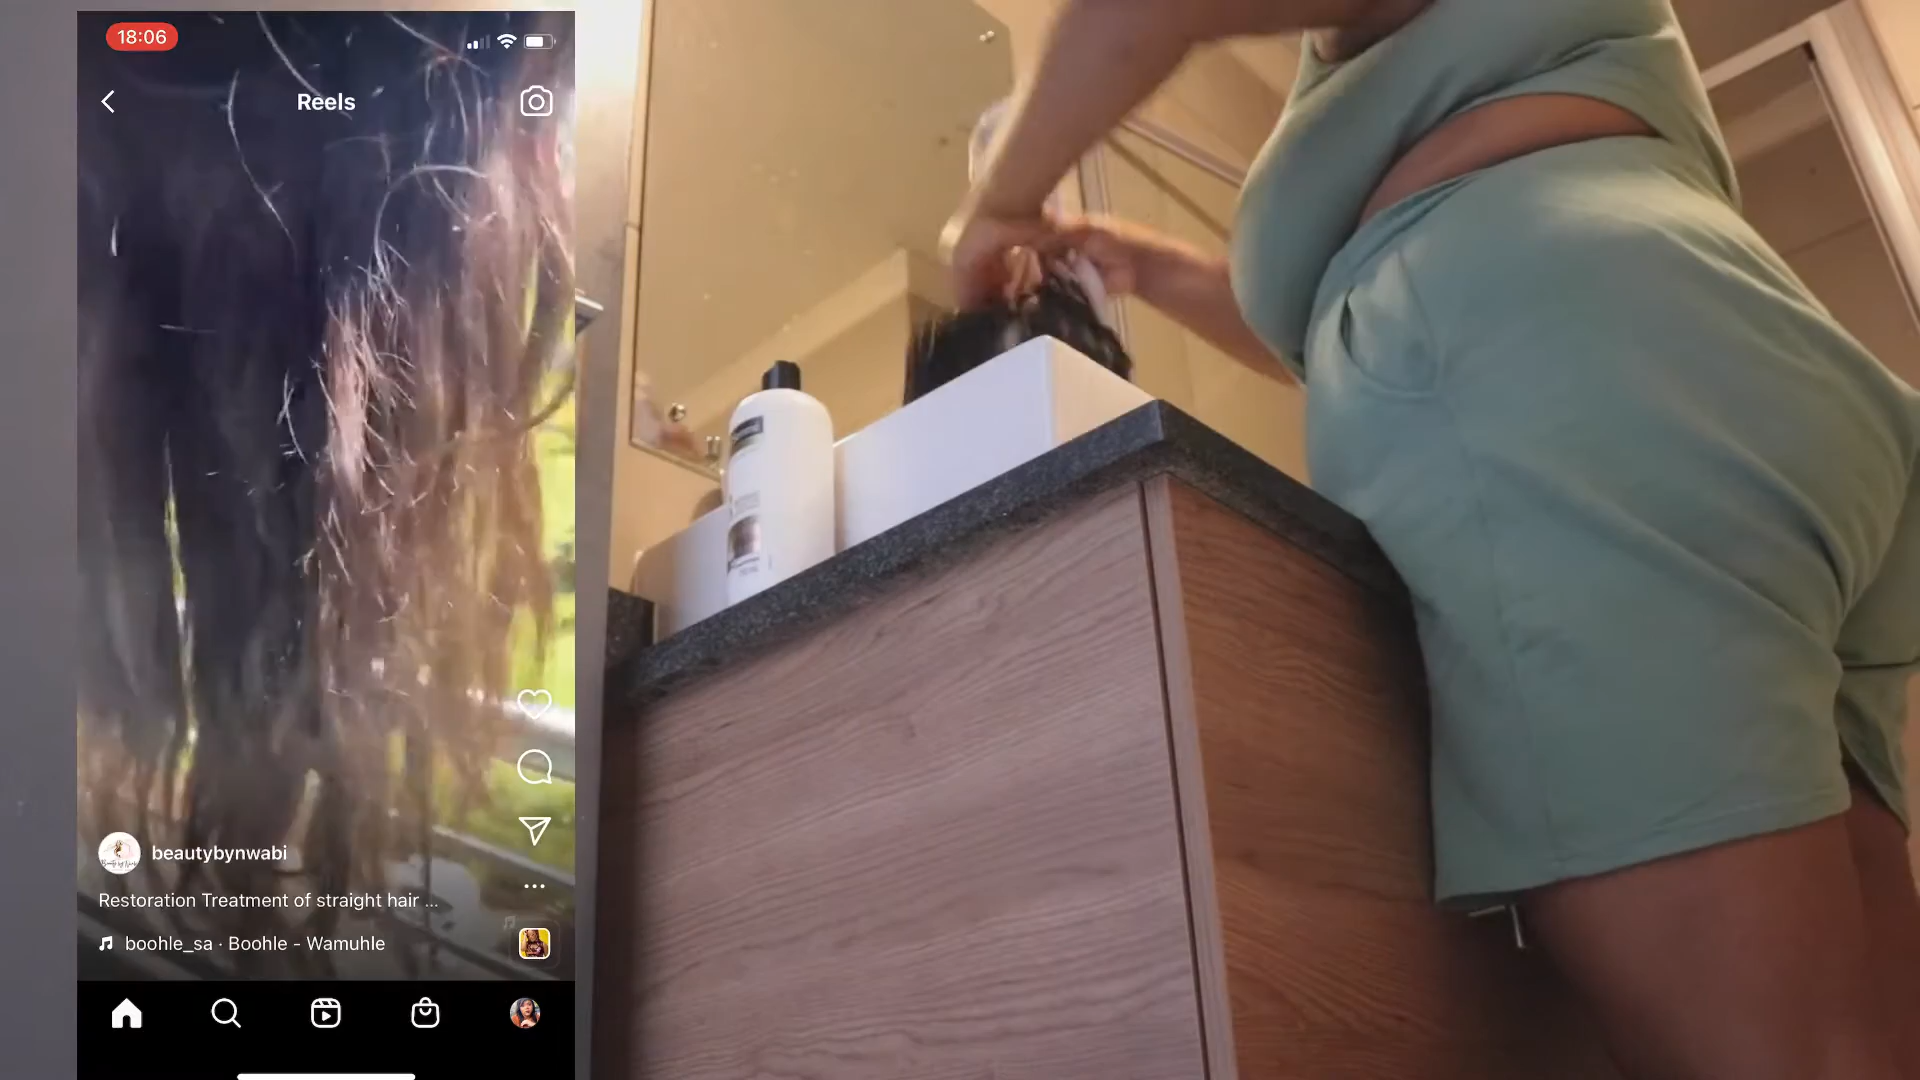 18:06
Reels
beautybynwabi
Restoration Treatment of straight hair ...
boohle_sa · Boohle - Wamuhle